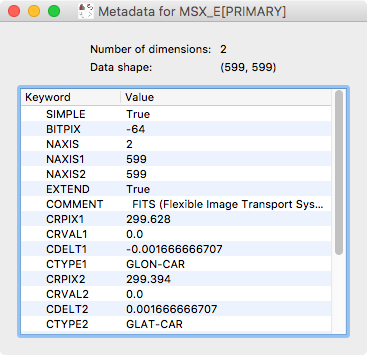 Metadata for MSX_E[PRIMARY]
Number of dimensions: 2
Data shape: (599, 599)
Keyword Value
SIMPLE True
BITPIX -64
NAXIS 2
NAXIS1 599
NAXIS2 599
EXTEND True
COMMENT FITS (Flexible Image Transport Sys...
CRPIX1 299.628
CRVAL1 0.0
CDELT1 -0.001666666707
CTYPE1 GLON-CAR
CRPIX2 299.394
CRVAL2 0.0
CDELT2 0.001666666707
CTYPE2 GLAT-CAR